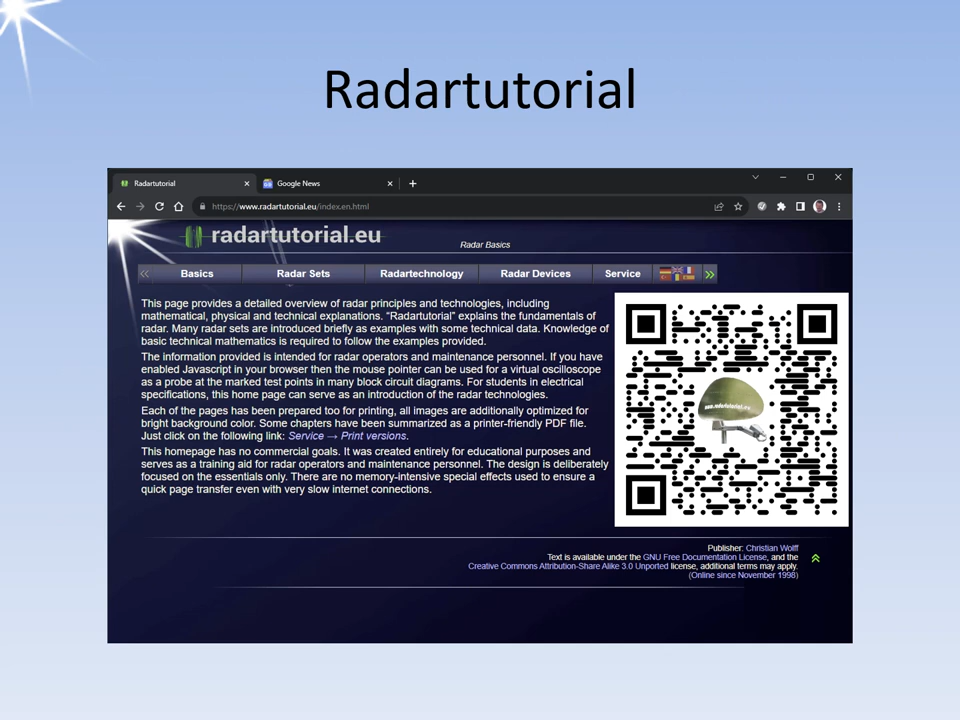 Radartutorial
Radartutorial
Google News
https://www.radartutorial.eu/index.en.html
radartutorial.eu
Radar Basics
Basics Radar Sets Radartechnology Radar Devices Service
This page provides a detailed overview of radar principles and technologies, including
mathematical, physical and technical explanations. “Radartutorial” explains the fundamentals of
radar. Many radar sets are introduced briefly as examples with some technical data. Knowledge of
basic technical mathematics is required to follow the examples provided.
The information provided is intended for radar operators and maintenance personnel. If you have
enabled Javascript in your browser then the mouse pointer can be used for a virtual oscilloscope
as a probe at the marked test points in many block circuit diagrams. For students in electrical
specifications, this home page can serve as an introduction of the radar technologies.
Each of the pages has been prepared too for printing, all images are additionally optimized for
bright background color. Some chapters have been summarized as a printer-friendly PDF file.
Just click on the following link: Service → Print versions.
This homepage has no commercial goals. It was created entirely for educational purposes and
serves as a training aid for radar operators and maintenance personnel. The design is deliberately
focused on the essentials only. There are no memory-intensive special effects used to ensure a
quick page transfer even with very slow internet connections.
www.radartutorial.eu
Publisher: Christian Wolff
Text is available under the GNU Free Documentation License, and the
Creative Commons Attribution-Share Alike 3.0 Unported license, additional terms may apply.
(Online since November 1998)